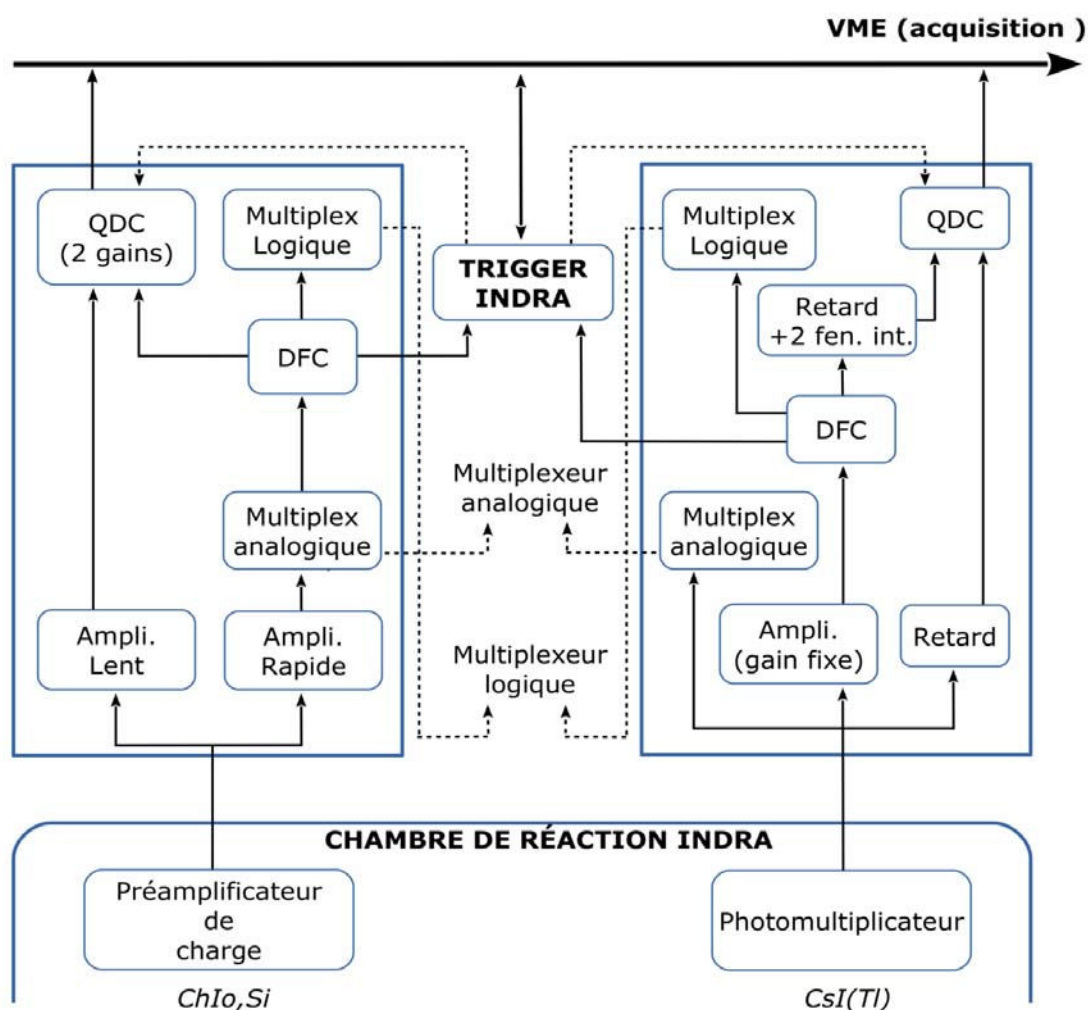 VME (acquisition )
QDC
(2 gains)
Multiplex
Logique
TRIGGER
INDRA
Multiplex
Logique
QDC
Retard
+2 fen. int.
DFC
DFC
Multiplexeur
analogique
Multiplex
analogique
Multiplex
analogique
Ampli.
Lent
Ampli.
Rapide
Multiplexeur
logique
Ampli.
(gain fixe)
Retard
CHAMBRE DE RÉACTION INDRA
Préamplificateur
de
charge
Photomultiplicateur
ChIo,Si
CsI(Tl)